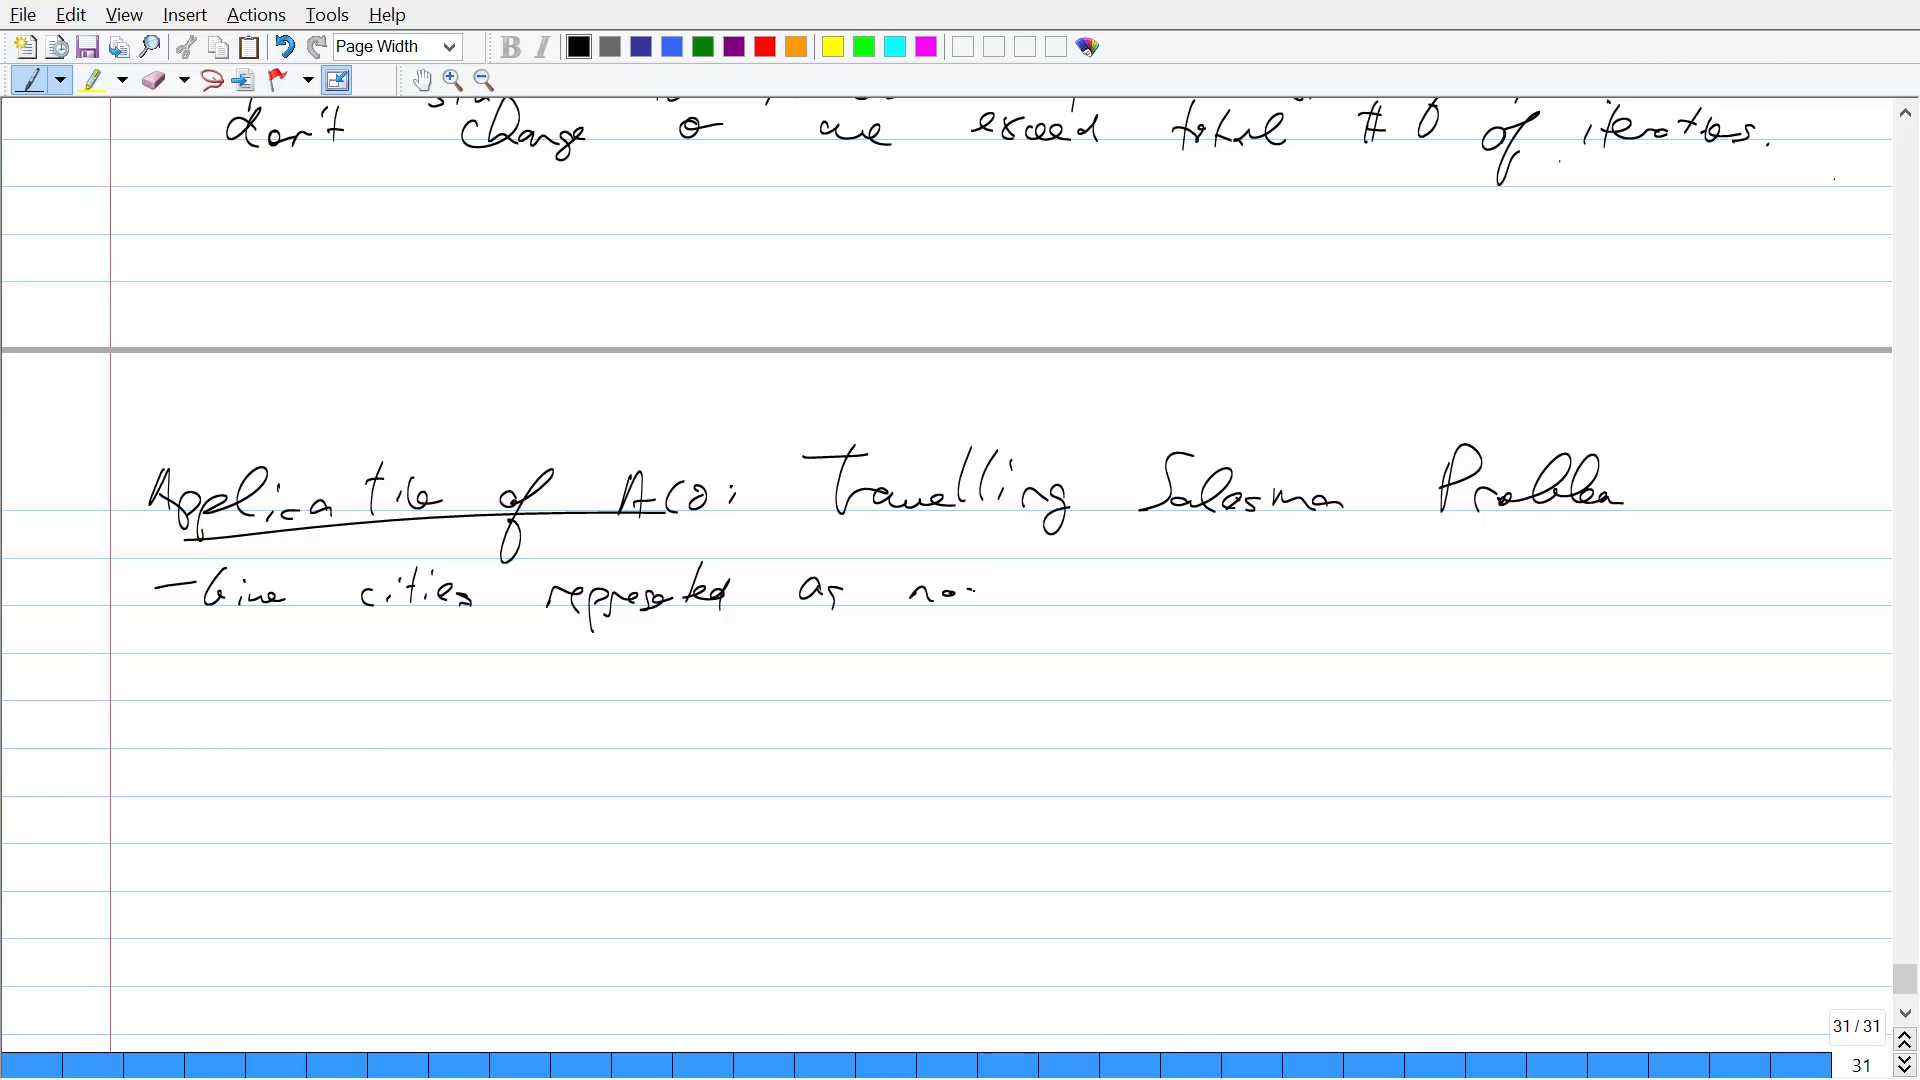 File Edit View Insert Actions Tools Help
Page Width
B I
don't change or we exceed total # of iterations.
Application of ACO: Travelling Salesman Problem
- Give cities represented as no
31 / 31
31